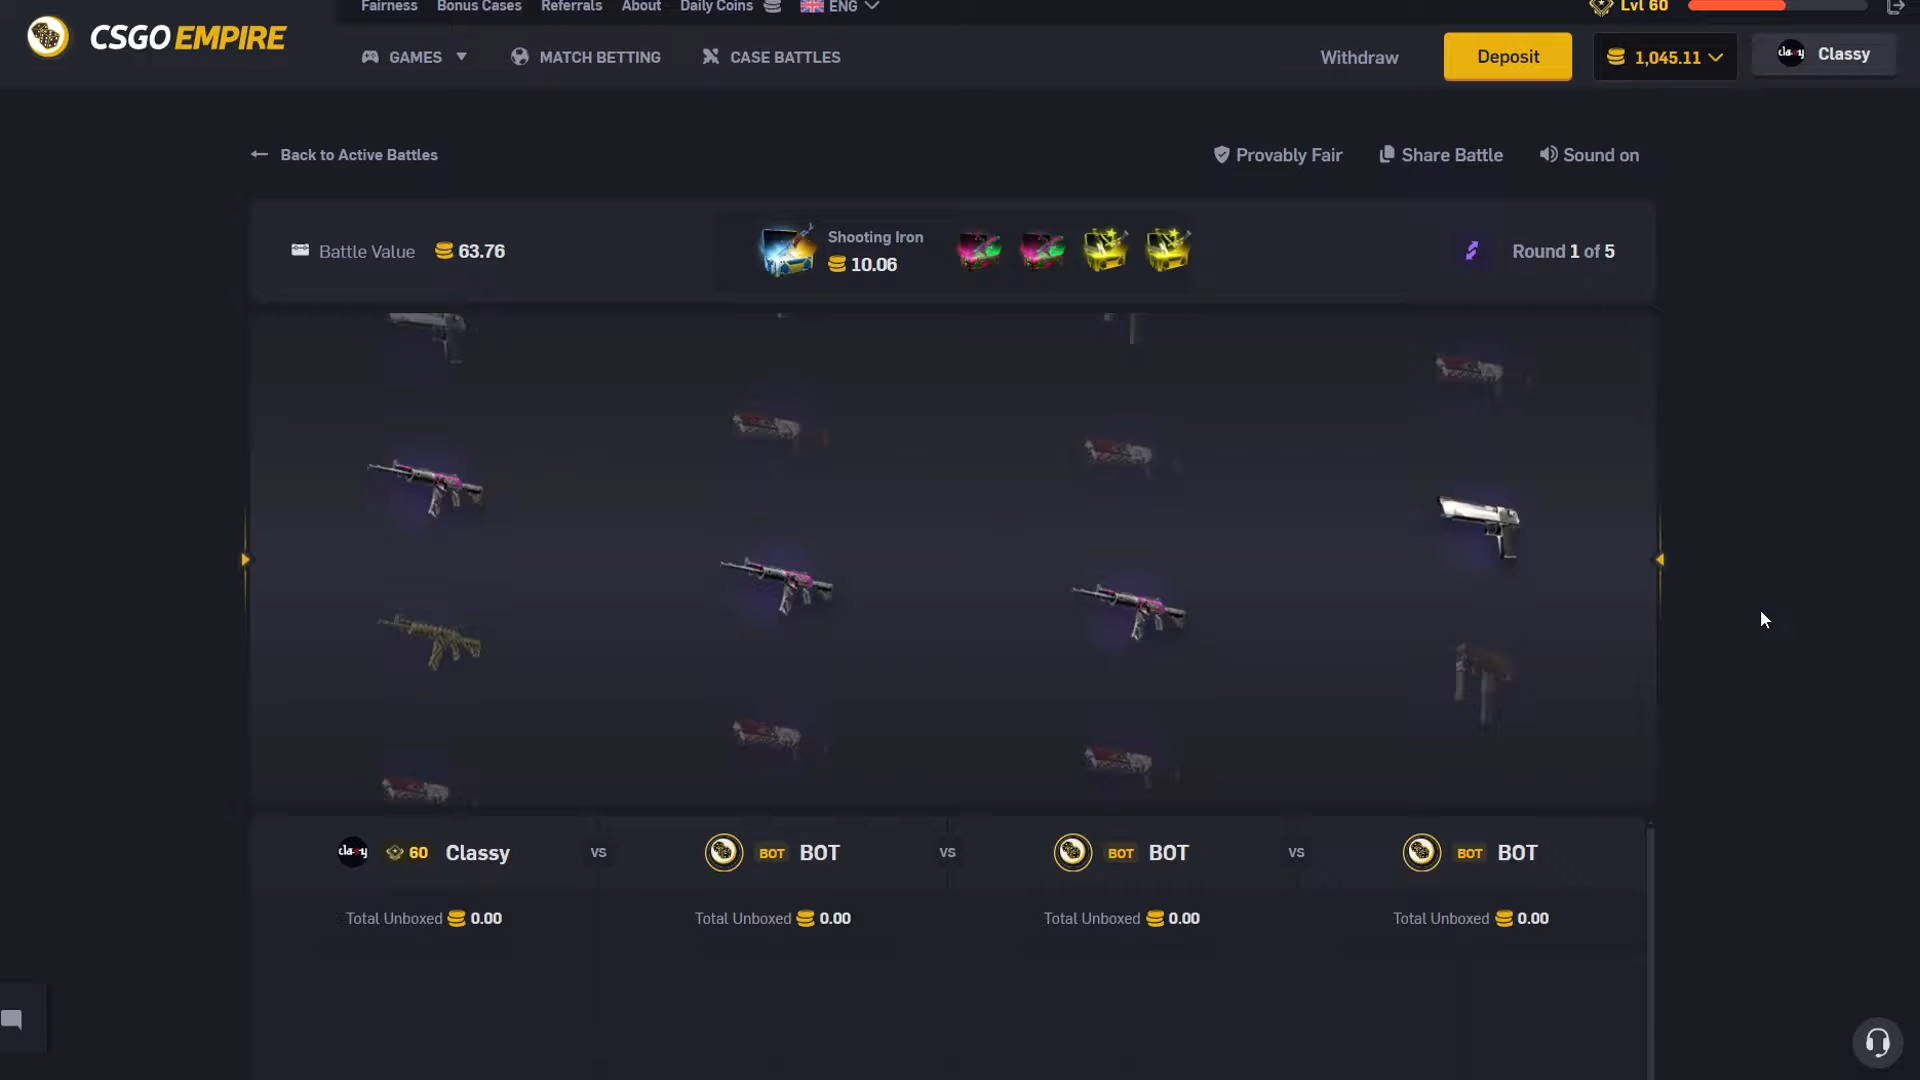 Fairness Bonus Cases Referrals About Daily Coins ENG Lvl 60
CSGOEMPIRE GAMES MATCH BETTING CASE BATTLES Withdraw Deposit 1,045.11 classy Classy
Back to Active Battles Provably Fair Share Battle Sound on
Battle Value 63.76 Shooting Iron Round 1 of 5
10.06
classy 60 Classy VS BOT BOT VS BOT BOT VS BOT BOT
Total Unboxed 0.00 Total Unboxed 0.00 Total Unboxed 0.00 Total Unboxed 0.00